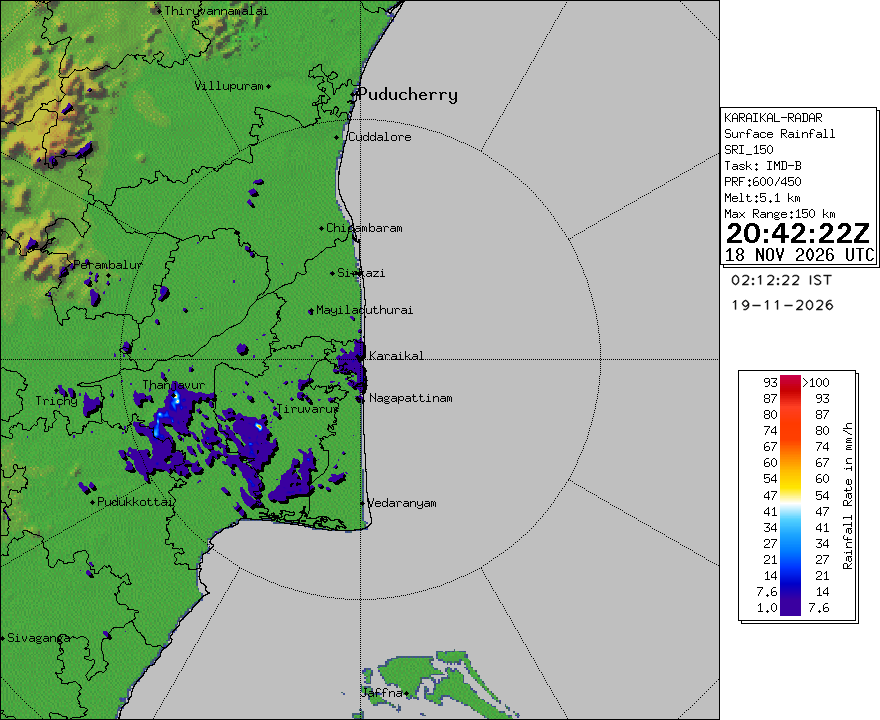 Thiruvannamalai
Villupuram
Puducherry
Cuddalore
Chidambaram
Sirkazi
Parambalur
Mayiladuthurai
Karaikal
Thanjavur
Trichy
Nagapattinam
Tiruvarur
Pudukkottai
Vedaranyam
Sivaganga
Jaffna
KARAIKAL-RADAR
Surface Rainfall
SRI_150
Task: IMD-B
PRF:600/450
Melt:5.1 km
Max Range:150 km
20:42:22Z
18 NOV 2026 UTC
02:12:22 IST
19-11-2026
93 >100
87 93
80 87
74 80
67 74
60 67
54 60
47 54
41 47
34 41
27 34
21 27
14 21
7.6 14
1.0 7.6
Rainfall Rate in mm/h